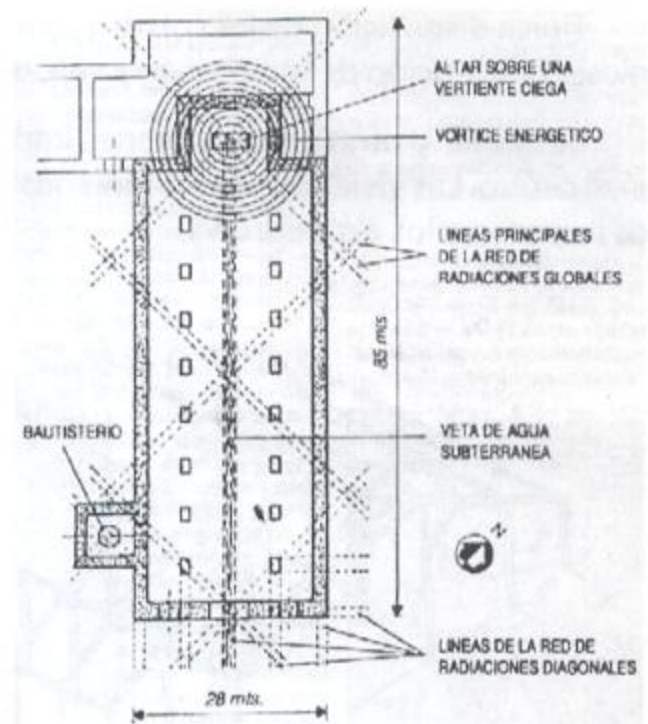 ALTAR SOBRE UNA
VERTIENTE CIEGA
VORTICE ENERGETICO
LINEAS PRINCIPALES
DE LA RED DE
RADIACIONES GLOBALES
85 mts
BAUTISTERIO
VETA DE AGUA
SUBTERRANEA
N
LINEAS DE LA RED DE
RADIACIONES DIAGONALES
28 mts.